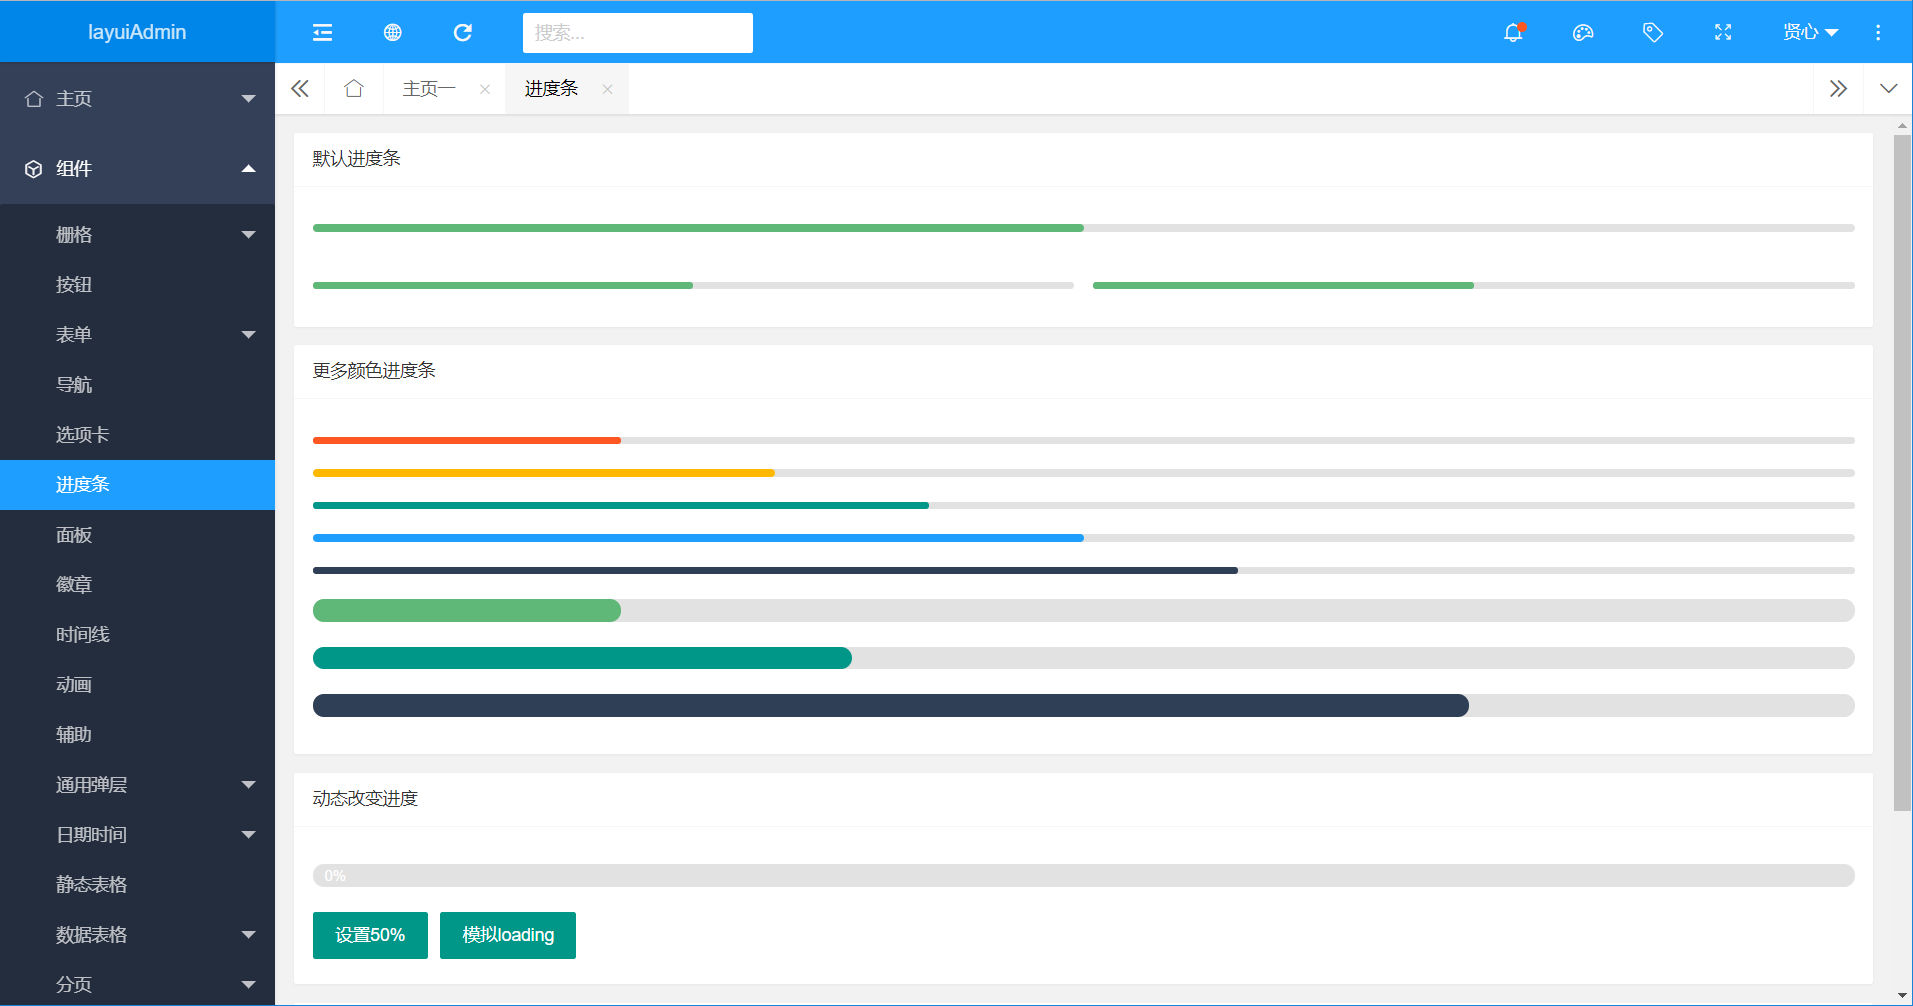 layuiAdmin
搜索...
贤心
主页
主页一
进度条
组件
栅格
按钮
表单
导航
选项卡
进度条
面板
徽章
时间线
动画
辅助
通用弹层
日期时间
静态表格
数据表格
分页
默认进度条
更多颜色进度条
动态改变进度
0%
设置50%
模拟loading